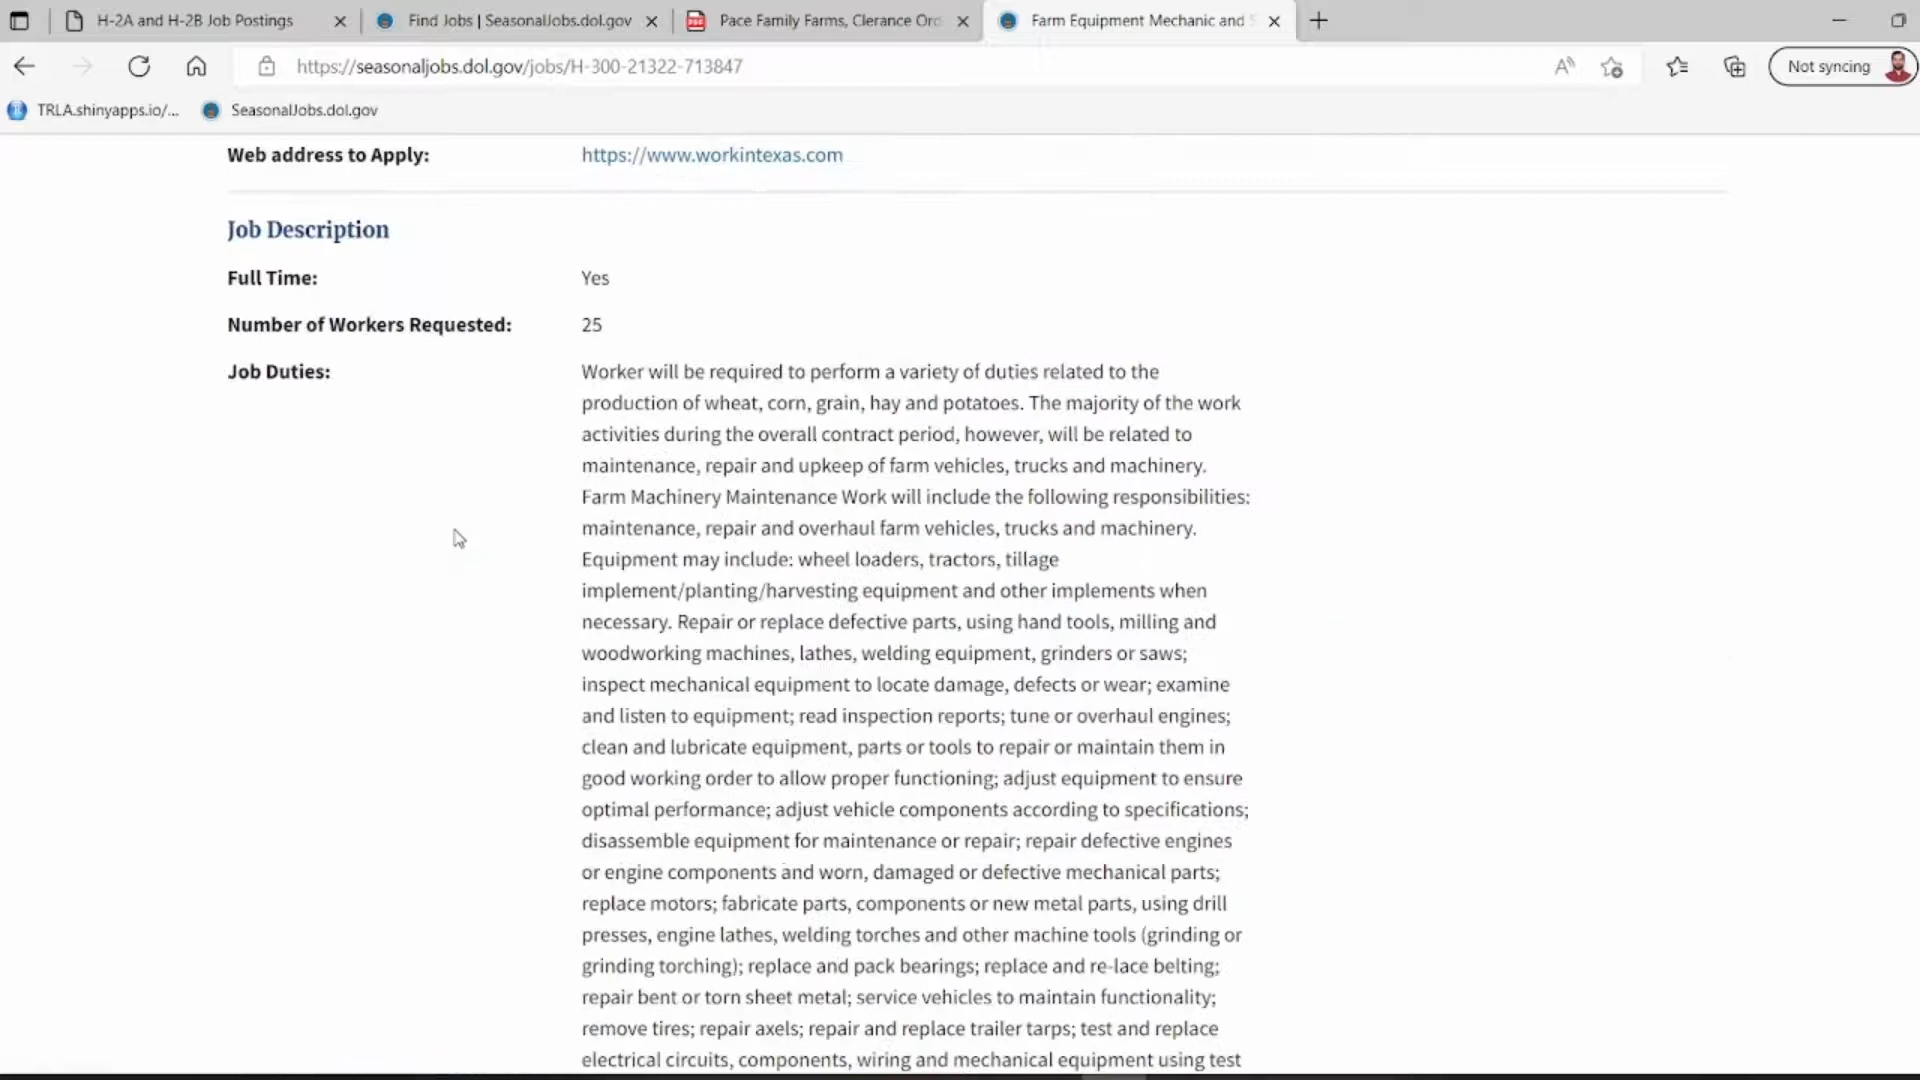 H-2A and H-2B Job Postings
Find Jobs | SeasonalJobs.dol.gov
PDF
Pace Family Farms, Clerance Ord
Farm Equipment Mechanic and S
https://seasonaljobs.dol.gov/jobs/H-300-21322-713847
Not syncing
TRLA.shinyapps.io/...
SeasonalJobs.dol.gov
Web address to Apply:
https://www.workintexas.com
Job Description
Full Time:
Yes
Number of Workers Requested:
25
Job Duties:
Worker will be required to perform a variety of duties related to the
production of wheat, corn, grain, hay and potatoes. The majority of the work
activities during the overall contract period, however, will be related to
maintenance, repair and upkeep of farm vehicles, trucks and machinery.
Farm Machinery Maintenance Work will include the following responsibilities:
maintenance, repair and overhaul farm vehicles, trucks and machinery.
Equipment may include: wheel loaders, tractors, tillage
implement/planting/harvesting equipment and other implements when
necessary. Repair or replace defective parts, using hand tools, milling and
woodworking machines, lathes, welding equipment, grinders or saws;
inspect mechanical equipment to locate damage, defects or wear; examine
and listen to equipment; read inspection reports; tune or overhaul engines;
clean and lubricate equipment, parts or tools to repair or maintain them in
good working order to allow proper functioning; adjust equipment to ensure
optimal performance; adjust vehicle components according to specifications;
disassemble equipment for maintenance or repair; repair defective engines
or engine components and worn, damaged or defective mechanical parts;
replace motors; fabricate parts, components or new metal parts, using drill
presses, engine lathes, welding torches and other machine tools (grinding or
grinding torching); replace and pack bearings; replace and re-lace belting;
repair bent or torn sheet metal; service vehicles to maintain functionality;
remove tires; repair axels; repair and replace trailer tarps; test and replace
electrical circuits, components, wiring and mechanical equipment using test